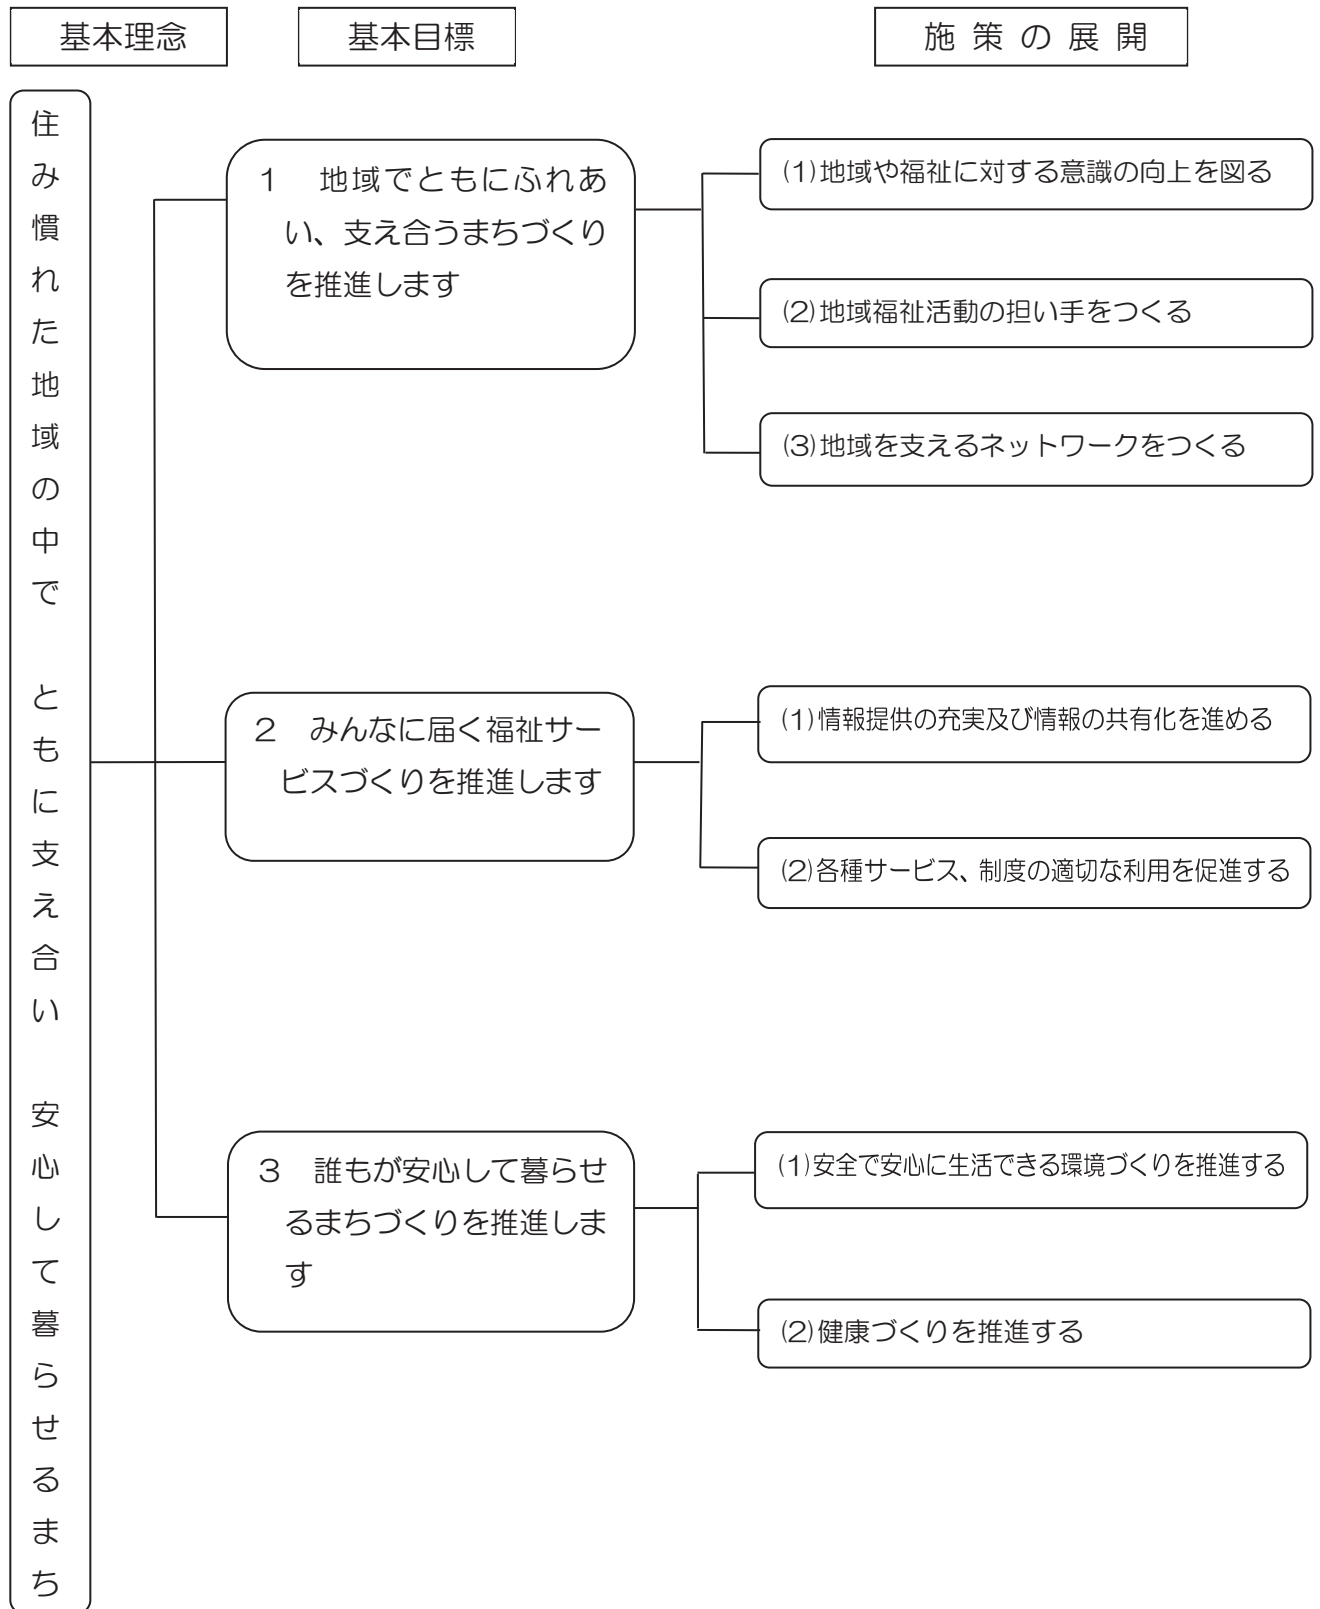 基本理念
基本目標
施策の展開
住み慣れた地域の中で　ともに支え合い　安心して暮らせるまち
1　地域でともにふれあ
い、支え合うまちづくり
を推進します
(1)地域や福祉に対する意識の向上を図る
(2)地域福祉活動の担い手をつくる
(3)地域を支えるネットワークをつくる
2　みんなに届く福祉サー
ビスづくりを推進します
(1)情報提供の充実及び情報の共有化を進める
(2)各種サービス、制度の適切な利用を促進する
3　誰もが安心して暮らせ
るまちづくりを推進しま
す
(1)安全で安心に生活できる環境づくりを推進する
(2)健康づくりを推進する